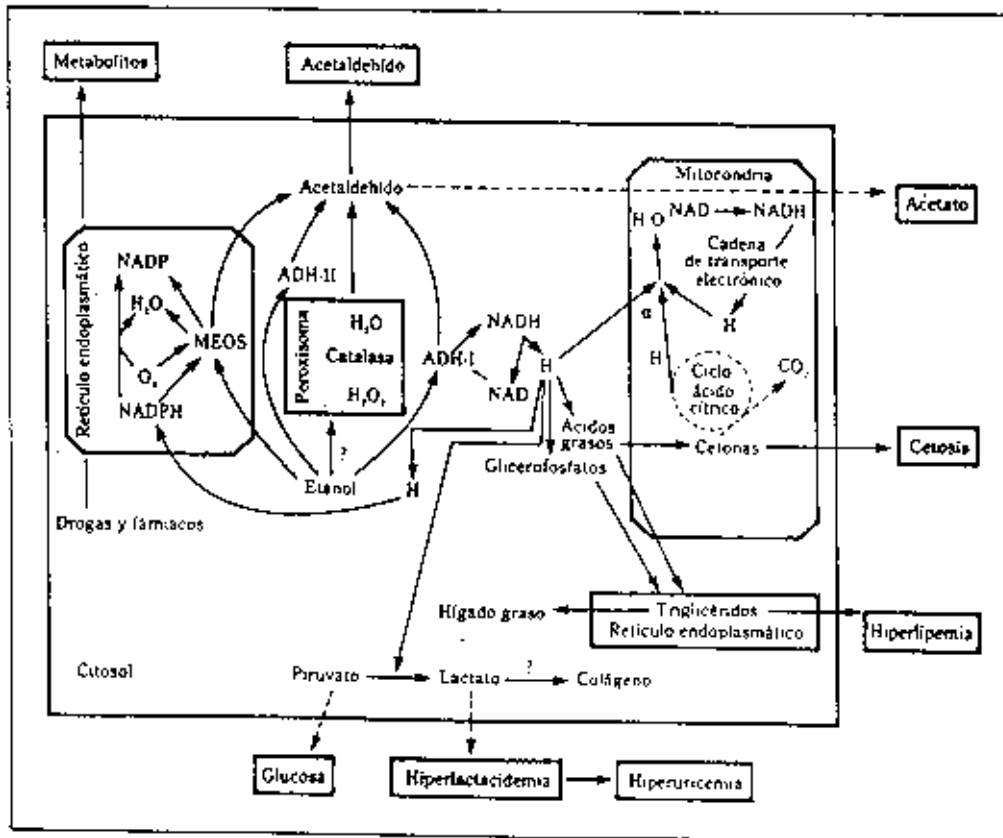 Metabolitos
Acetaldehído
Acetaldehído
Mitocondria
Acetato
H O
NAD
NADH
Cadena
de transporte
electrónico
Retículo endoplasmático
NADP
H₂O
MEOS
O₂
NADPH
ADH-II
Peroxisoma
H₂O
Catalasa
H₂O₂
ADH-I
NADH
NAD
H
α
H
H
Ciclo
ácido
cítrico
CO₂
?
Etanol
H
Ácidos
grasos
Glicerofosfatos
Cetonas
Cetosis
Drogas y fármacos
Hígado graso
Triglicéridos
Retículo endoplasmático
Hiperlipemia
Citosol
Piruvato
Lactato
?
Colágeno
Glucosa
Hiperlactacidemia
Hiperuricemia